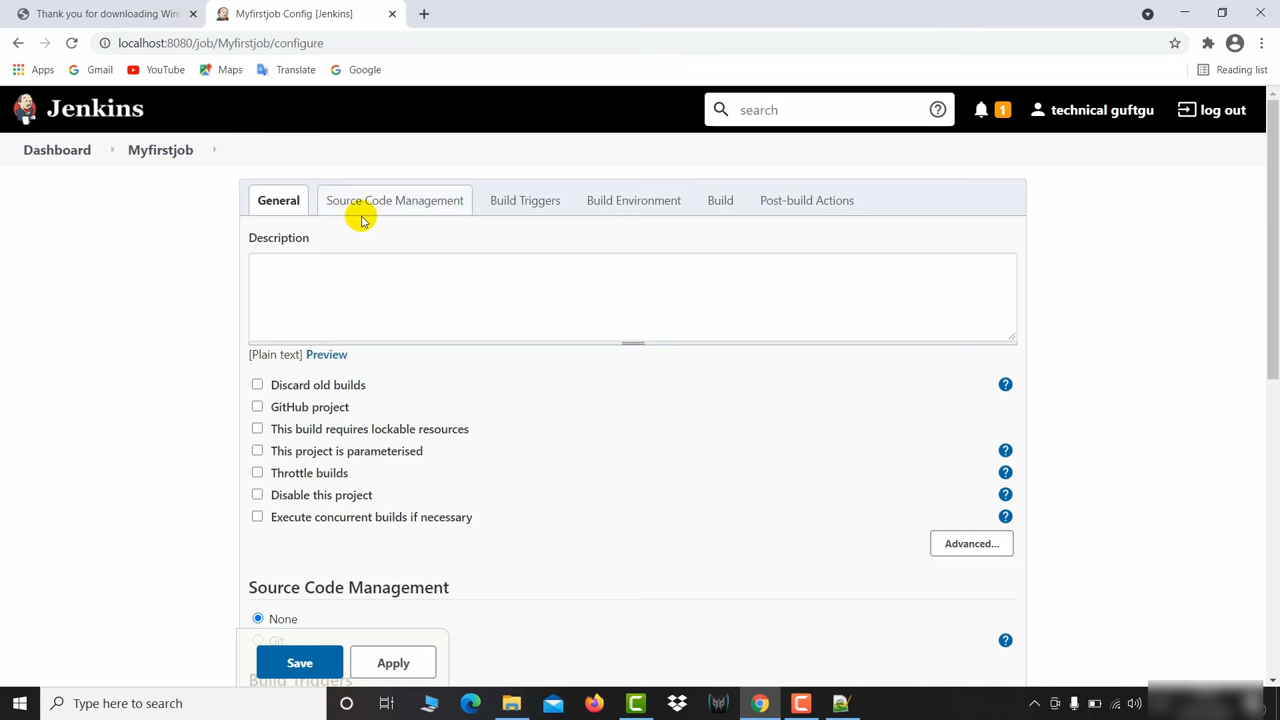 Thank you for downloading Win
Myfirstjob Config [Jenkins]
localhost:8080/job/Myfirstjob/configure
Apps
Gmail
YouTube
Maps
Translate
Google
Reading list
Jenkins
search
1
technical guftgu
log out
Dashboard
Myfirstjob
General
Source Code Management
Build Triggers
Build Environment
Build
Post-build Actions
Description
[Plain text] Preview
Discard old builds
GitHub project
This build requires lockable resources
This project is parameterised
Throttle builds
Disable this project
Execute concurrent builds if necessary
Advanced...
Source Code Management
None
Git
Save
Apply
Build Triggers
Type here to search